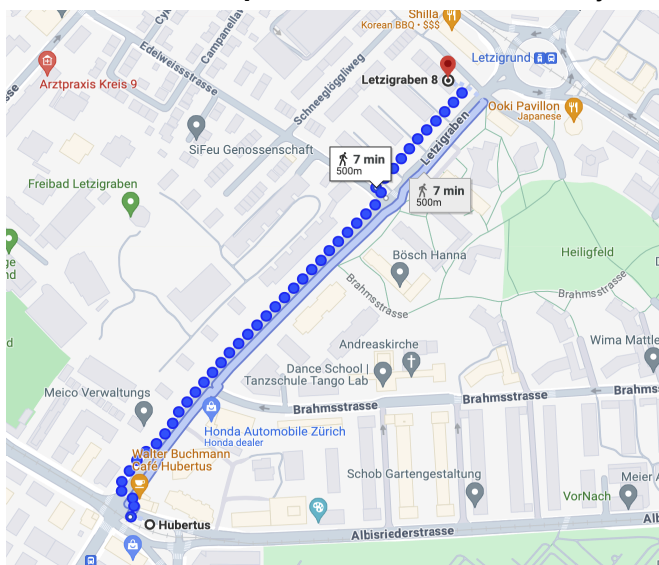 Shilla
Korean BBQ • $$$
Letzigrund
Arztpraxis Kreis 9
Edelweissstrasse
Schneeglöggliweg
Letzigraben 8
Ooki Pavillon
Japanese
Letzigraben
SiFeu Genossenschaft
7 min
500m
7 min
500m
Freibad Letzigraben
Bösch Hanna
Heiligfeld
Brahmsstrasse
Brahmsstrasse
Andreaskirche
Wima Mattle
Dance School |
Tanzschule Tango Lab
Meico Verwaltungs
Brahmsstrasse
Brahmsstrasse
Brahms
Honda Automobile Zürich
Honda dealer
Walter Buchmann
Café Hubertus
Schob Gartengestaltung
Meier
VorNach
Hubertus
Albisriederstrasse
Alb